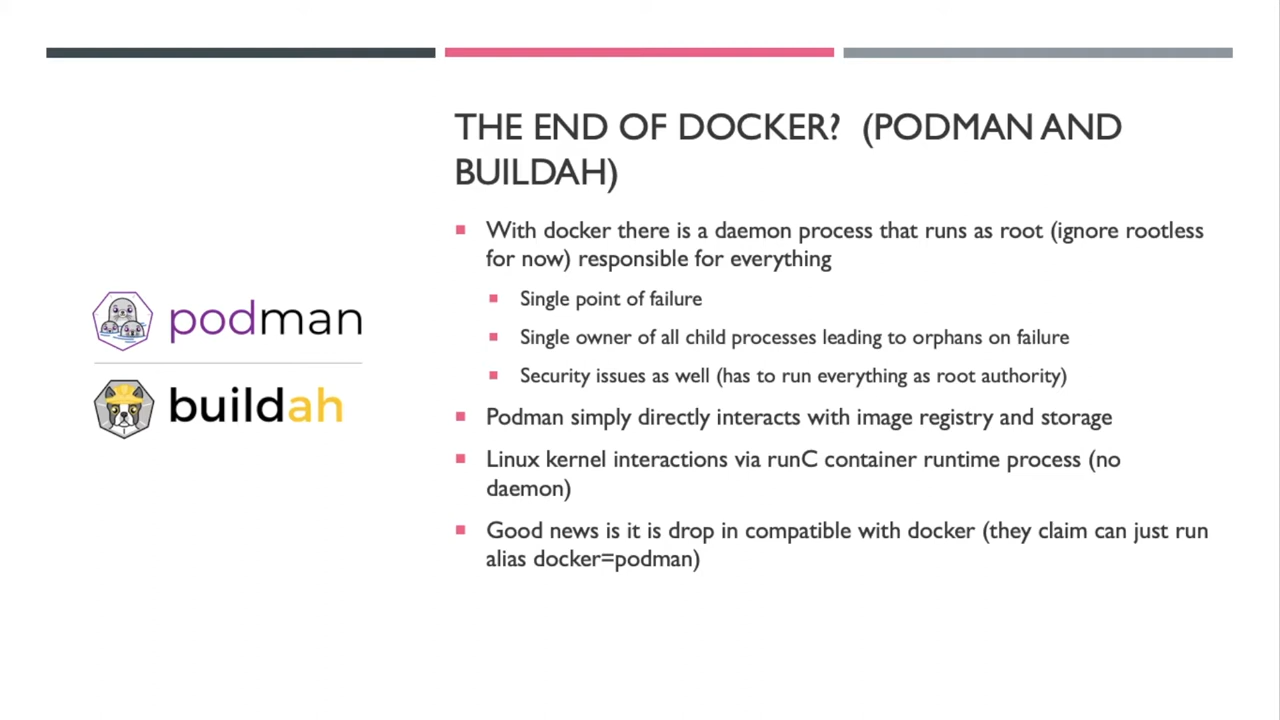 THE END OF DOCKER? (PODMAN AND
BUILDAH)
With docker there is a daemon process that runs as root (ignore rootless
for now) responsible for everything
Single point of failure
Single owner of all child processes leading to orphans on failure
Security issues as well (has to run everything as root authority)
Podman simply directly interacts with image registry and storage
Linux kernel interactions via runC container runtime process (no
daemon)
Good news is it is drop in compatible with docker (they claim can just run
alias docker=podman)
podman
buildah